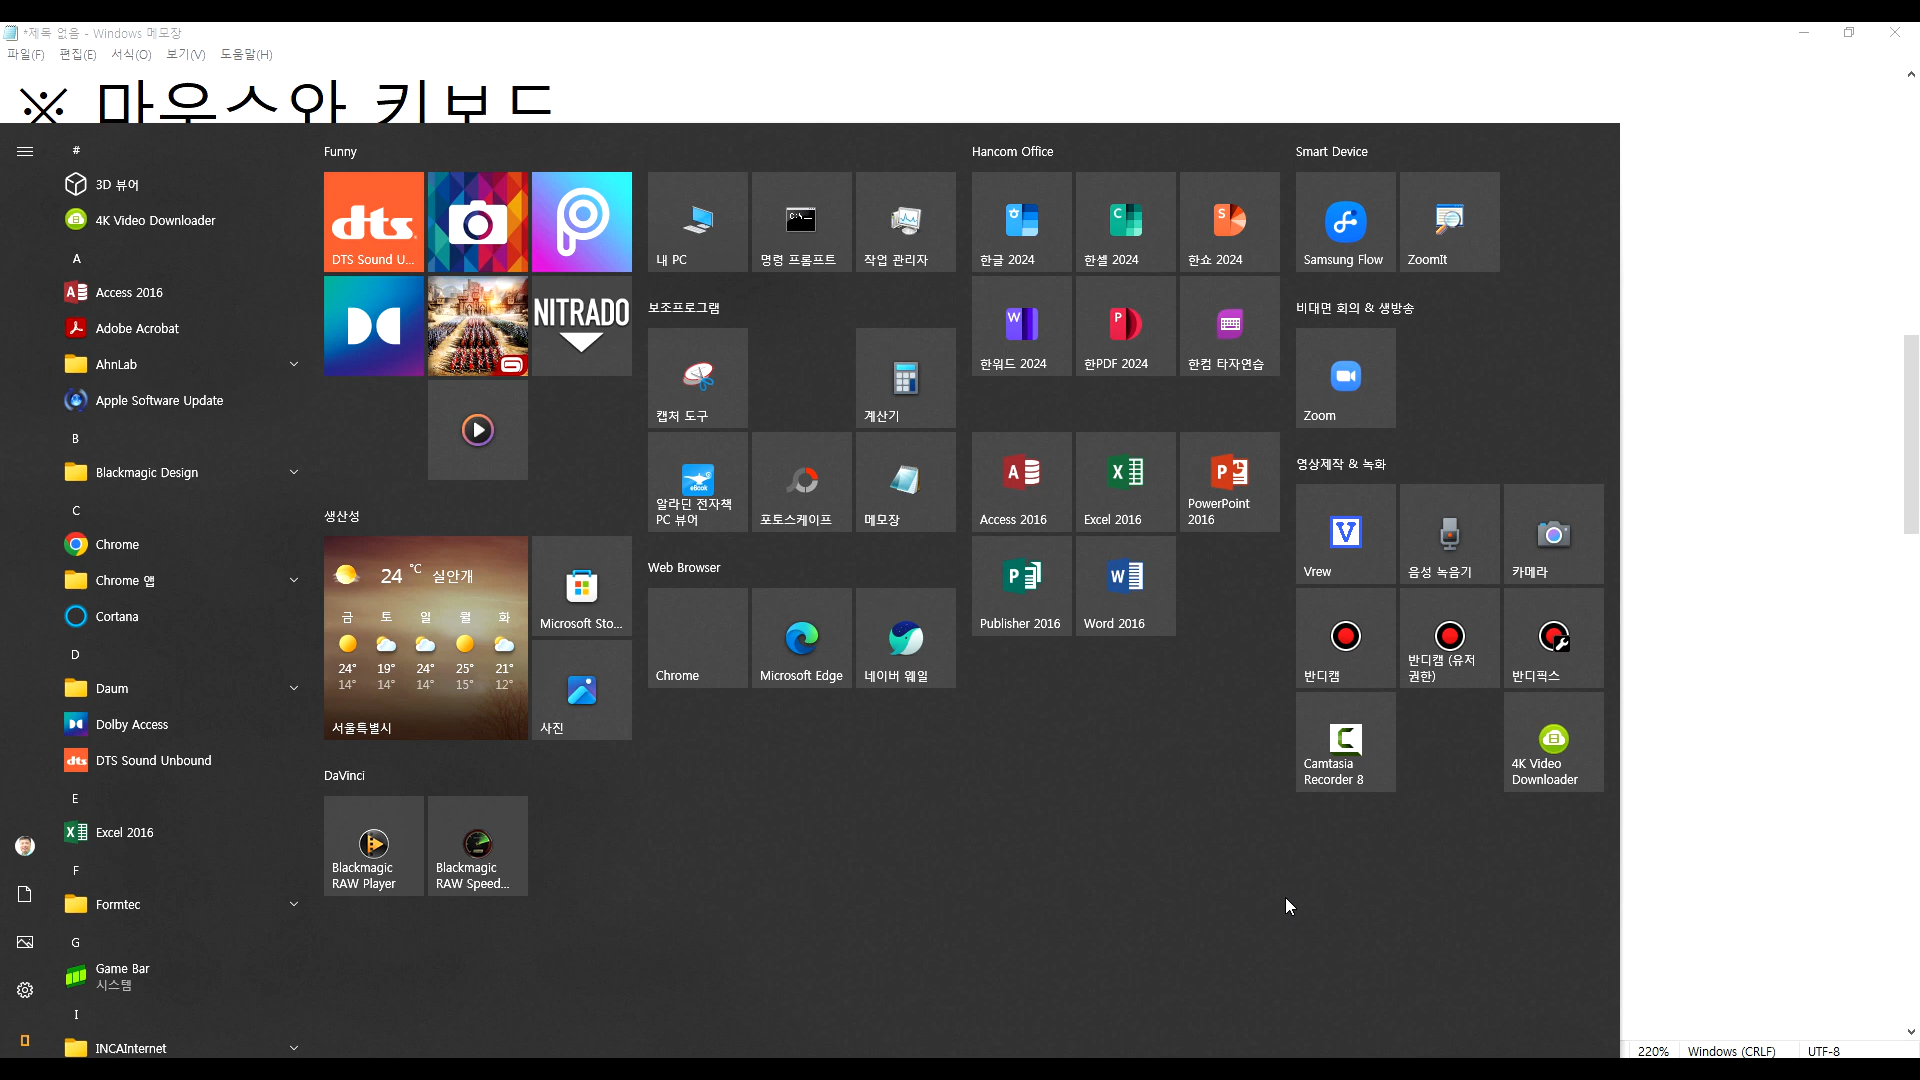 *제목 없음 - Windows 메모장
파일(F) 편집(E) 서식(O) 보기(V) 도움말(H)
※ 마우스와 키보드
#
3D 뷰어
4K Video Downloader
A
Access 2016
Adobe Acrobat
AhnLab
Apple Software Update
B
Blackmagic Design
C
Chrome
Chrome 앱
Cortana
D
Daum
Dolby Access
DTS Sound Unbound
E
Excel 2016
F
Formtec
G
Game Bar
시스템
I
INCAInternet
Funny
dts
DTS Sound U...
NITRADO
생산성
24 °C 실안개
금 토 일 월 화
24° 19° 24° 25° 21°
14° 14° 14° 15° 12°
서울특별시
Microsoft Sto...
사진
DaVinci
Blackmagic
RAW Player
Blackmagic
RAW Speed...
내 PC
명령 프롬프트
작업 관리자
보조프로그램
캡처 도구
계산기
eBook
알라딘 전자책
PC 뷰어
포토스케이프
메모장
Web Browser
Chrome
Microsoft Edge
네이버 웨일
Hancom Office
한글 2024
한셀 2024
한쇼 2024
한워드 2024
한PDF 2024
한컴 타자연습
Access 2016
Excel 2016
PowerPoint
2016
Publisher 2016
Word 2016
Smart Device
Samsung Flow
ZoomIt
비대면 회의 & 생방송
Zoom
영상제작 & 녹화
Vrew
음성 녹음기
카메라
반디캠
반디캠 (유저
권한)
반디픽스
Camtasia
Recorder 8
4K Video
Downloader
220% Windows (CRLF) UTF-8